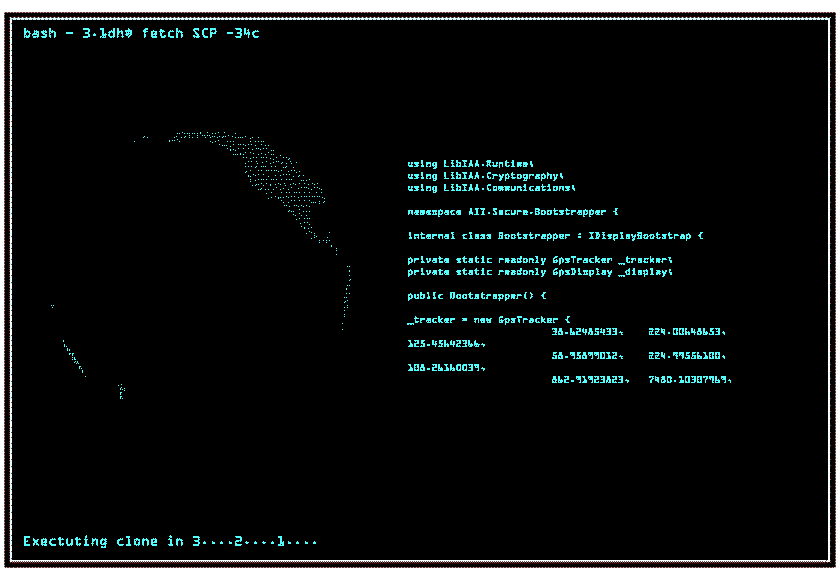 bash - 3.1dh# fetch SCP -34c
using LibIAA.Runtime\
using LibIAA.Cryptography\
using LibIAA.Communications\
namespace AII.Secure.Bootstrapper {
internal class Bootstrapper : IDisplayBootstrap {
private static readonly GpsTracker _tracker\
private static readonly GpsDisplay _display\
public Bootstrapper() {
_tracker = new GpsTracker {
38.62485433, 224.00648653,
125.45642366,
58.95899012, 224.99556100,
108.26160039,
862.91923823, 7480.10307969,
Exectuting clone in 3....2....1....